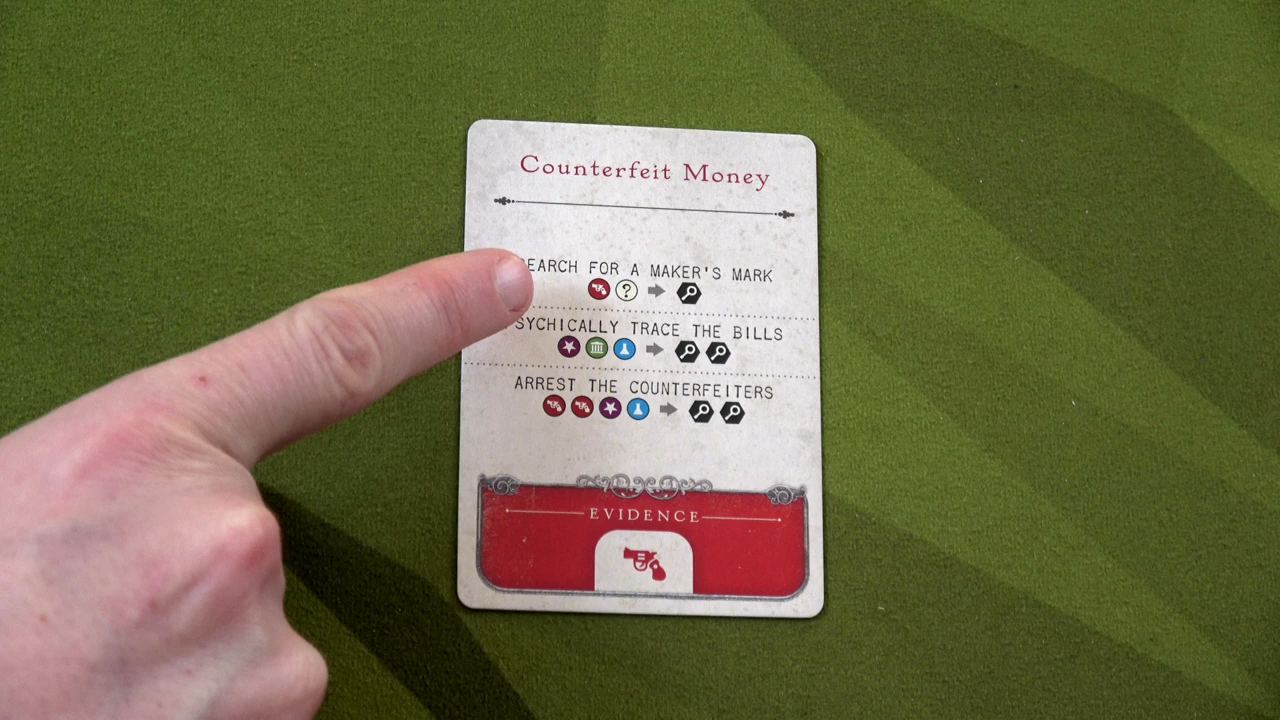 Counterfeit Money
EARCH FOR A MAKER'S MARK
?
SYCHICALLY TRACE THE BILLS
ARREST THE COUNTERFEITERS
EVIDENCE